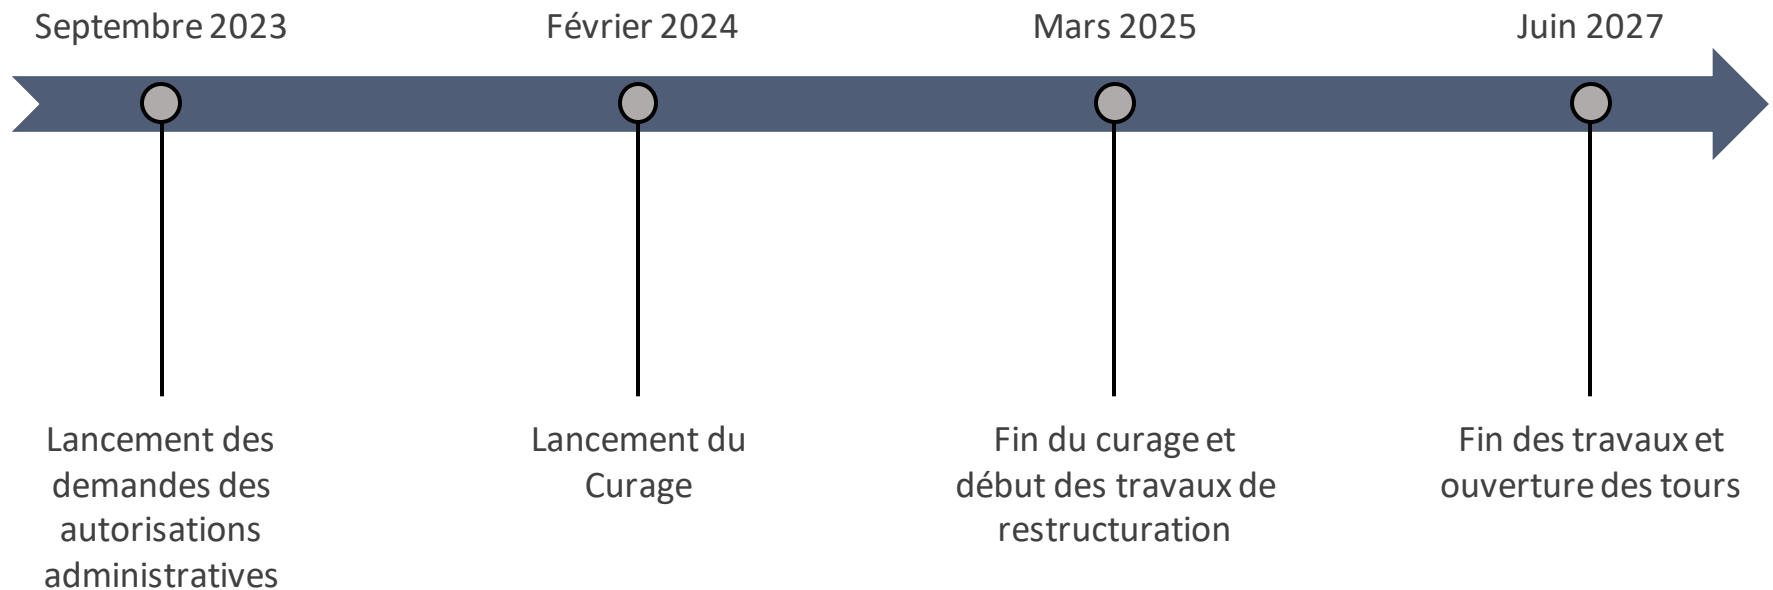 Septembre 2023
Février 2024
Mars 2025
Juin 2027
Lancement des
demandes des
autorisations
administratives
Lancement du
Curage
Fin du curage et
début des travaux de
restructuration
Fin des travaux et
ouverture des tours